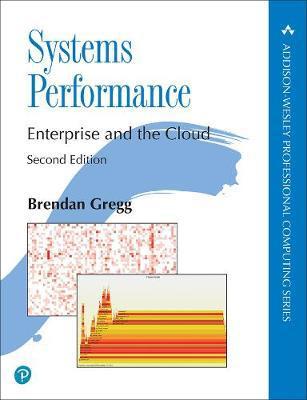 Systems
Performance
Enterprise and the Cloud
Second Edition
Brendan Gregg
ADDISON-WESLEY PROFESSIONAL COMPUTING SERIES
P